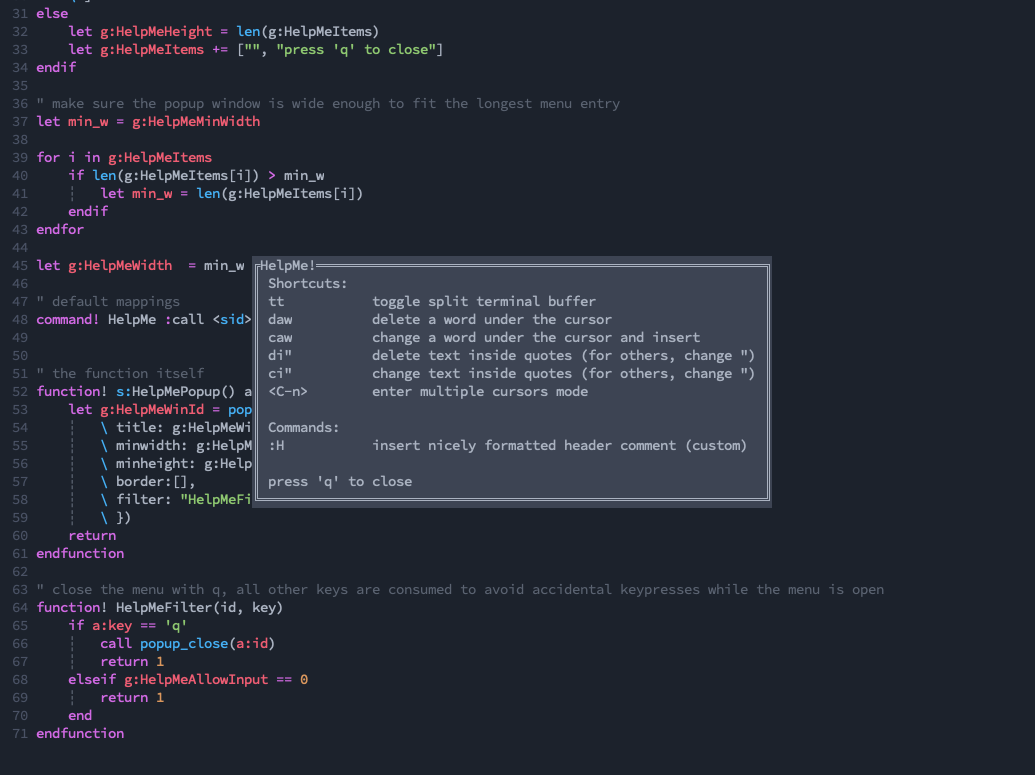 31 else
32     let g:HelpMeHeight = len(g:HelpMeItems)
33     let g:HelpMeItems += ["", "press 'q' to close"]
34 endif
35
36 " make sure the popup window is wide enough to fit the longest menu entry
37 let min_w = g:HelpMeMinWidth
38
39 for i in g:HelpMeItems
40     if len(g:HelpMeItems[i]) > min_w
41     ¦   let min_w = len(g:HelpMeItems[i])
42     endif
43 endfor
44
45 let g:HelpMeWidth  = min_w
46
47 " default mappings
48 command! HelpMe :call <sid>
49
50
51 " the function itself
52 function! s:HelpMePopup() a
53     let g:HelpMeWinId = pop
54     ¦   \ title: g:HelpMeWi
55     ¦   \ minwidth: g:HelpM
56     ¦   \ minheight: g:Help
57     ¦   \ border:[],
58     ¦   \ filter: "HelpMeFi
59     ¦   \ })
60     return
61 endfunction
62
63 " close the menu with q, all other keys are consumed to avoid accidental keypresses while the menu is open
64 function! HelpMeFilter(id, key)
65     if a:key == 'q'
66     ¦   call popup_close(a:id)
67     ¦   return 1
68     elseif g:HelpMeAllowInput == 0
69     ¦   return 1
70     end
71 endfunction
HelpMe!
Shortcuts:
tt           toggle split terminal buffer
daw          delete a word under the cursor
caw          change a word under the cursor and insert
di"          delete text inside quotes (for others, change ")
ci"          change text inside quotes (for others, change ")
<C-n>        enter multiple cursors mode
Commands:
:H           insert nicely formatted header comment (custom)
press 'q' to close